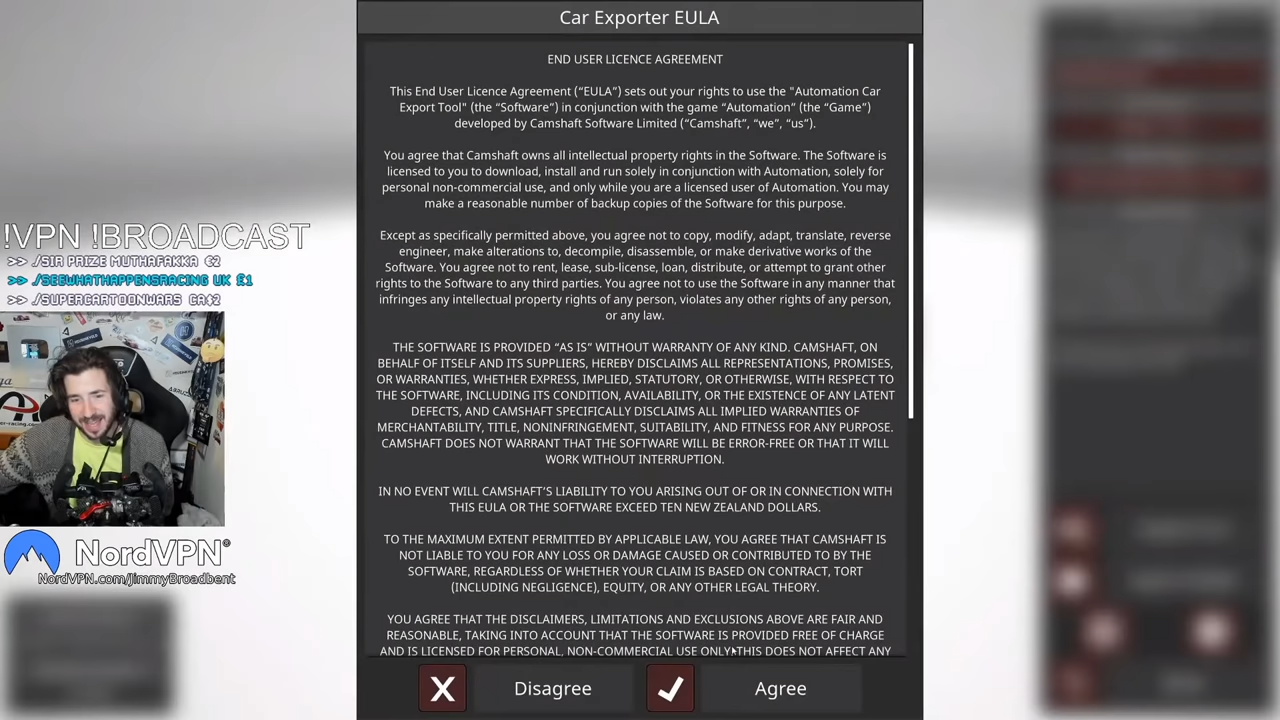 Car Exporter EULA
END USER LICENCE AGREEMENT
This End User Licence Agreement (“EULA”) sets out your rights to use the "Automation Car
Export Tool" (the “Software”) in conjunction with the game “Automation” (the “Game”)
developed by Camshaft Software Limited (“Camshaft”, “we”, “us”).
You agree that Camshaft owns all intellectual property rights in the Software. The Software is
licensed to you to download, install and run solely in conjunction with Automation, solely for
personal non-commercial use, and only while you are a licensed user of Automation. You may
make a reasonable number of backup copies of the Software for this purpose.
Except as specifically permitted above, you agree not to copy, modify, adapt, translate, reverse
engineer, make alterations to, decompile, disassemble, or make derivative works of the
Software. You agree not to rent, lease, sub-license, loan, distribute, or attempt to grant other
rights to the Software to any third parties. You agree not to use the Software in any manner that
infringes any intellectual property rights of any person, violates any other rights of any person,
or any law.
THE SOFTWARE IS PROVIDED “AS IS” WITHOUT WARRANTY OF ANY KIND. CAMSHAFT, ON
BEHALF OF ITSELF AND ITS SUPPLIERS, HEREBY DISCLAIMS ALL REPRESENTATIONS, PROMISES,
OR WARRANTIES, WHETHER EXPRESS, IMPLIED, STATUTORY, OR OTHERWISE, WITH RESPECT TO
THE SOFTWARE, INCLUDING ITS CONDITION, AVAILABILITY, OR THE EXISTENCE OF ANY LATENT
DEFECTS, AND CAMSHAFT SPECIFICALLY DISCLAIMS ALL IMPLIED WARRANTIES OF
MERCHANTABILITY, TITLE, NONINFRINGEMENT, SUITABILITY, AND FITNESS FOR ANY PURPOSE.
CAMSHAFT DOES NOT WARRANT THAT THE SOFTWARE WILL BE ERROR-FREE OR THAT IT WILL
WORK WITHOUT INTERRUPTION.
IN NO EVENT WILL CAMSHAFT’S LIABILITY TO YOU ARISING OUT OF OR IN CONNECTION WITH
THIS EULA OR THE SOFTWARE EXCEED TEN NEW ZEALAND DOLLARS.
TO THE MAXIMUM EXTENT PERMITTED BY APPLICABLE LAW, YOU AGREE THAT CAMSHAFT IS
NOT LIABLE TO YOU FOR ANY LOSS OR DAMAGE CAUSED OR CONTRIBUTED TO BY THE
SOFTWARE, REGARDLESS OF WHETHER YOUR CLAIM IS BASED ON CONTRACT, TORT
(INCLUDING NEGLIGENCE), EQUITY, OR ANY OTHER LEGAL THEORY.
YOU AGREE THAT THE DISCLAIMERS, LIMITATIONS AND EXCLUSIONS ABOVE ARE FAIR AND
REASONABLE, TAKING INTO ACCOUNT THAT THE SOFTWARE IS PROVIDED FREE OF CHARGE
AND IS LICENSED FOR PERSONAL, NON-COMMERCIAL USE ONLY. THIS DOES NOT AFFECT ANY
Disagree
Agree
!VPN !BROADCAST
>> ./SIR PRIZE MUTHAFAKKA €2
>> ./SEEWHATHAPPENSRACING UK £1
>> ./SUPERCARTOONWARS CA$2
NordVPN®
NordVPN.com/JimmyBroadbent